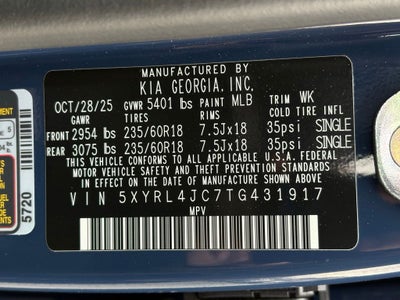 MANUFACTURED BY
KIA GEORGIA, INC.
OCT/28/25 GVWR 5401 lbs PAINT MLB TRIM WK
TIRES RIMS COLD TIRE INFL
FRONT 2954 lbs 235/60R18 7.5Jx18 35psi SINGLE
REAR 3075 lbs 235/60R18 7.5Jx18 35psi SINGLE
THIS VEHICLE CONFORMS TO ALL APPLICABLE U.S.A. FEDERAL
MOTOR VEHICLE SAFETY AND THEFT PREVENTION STANDARDS
IN EFFECT ON THE DATE OF MANUFACTURE SHOWN ABOVE.
VIN 5XYRL4JC7TG431917
MPV
5720